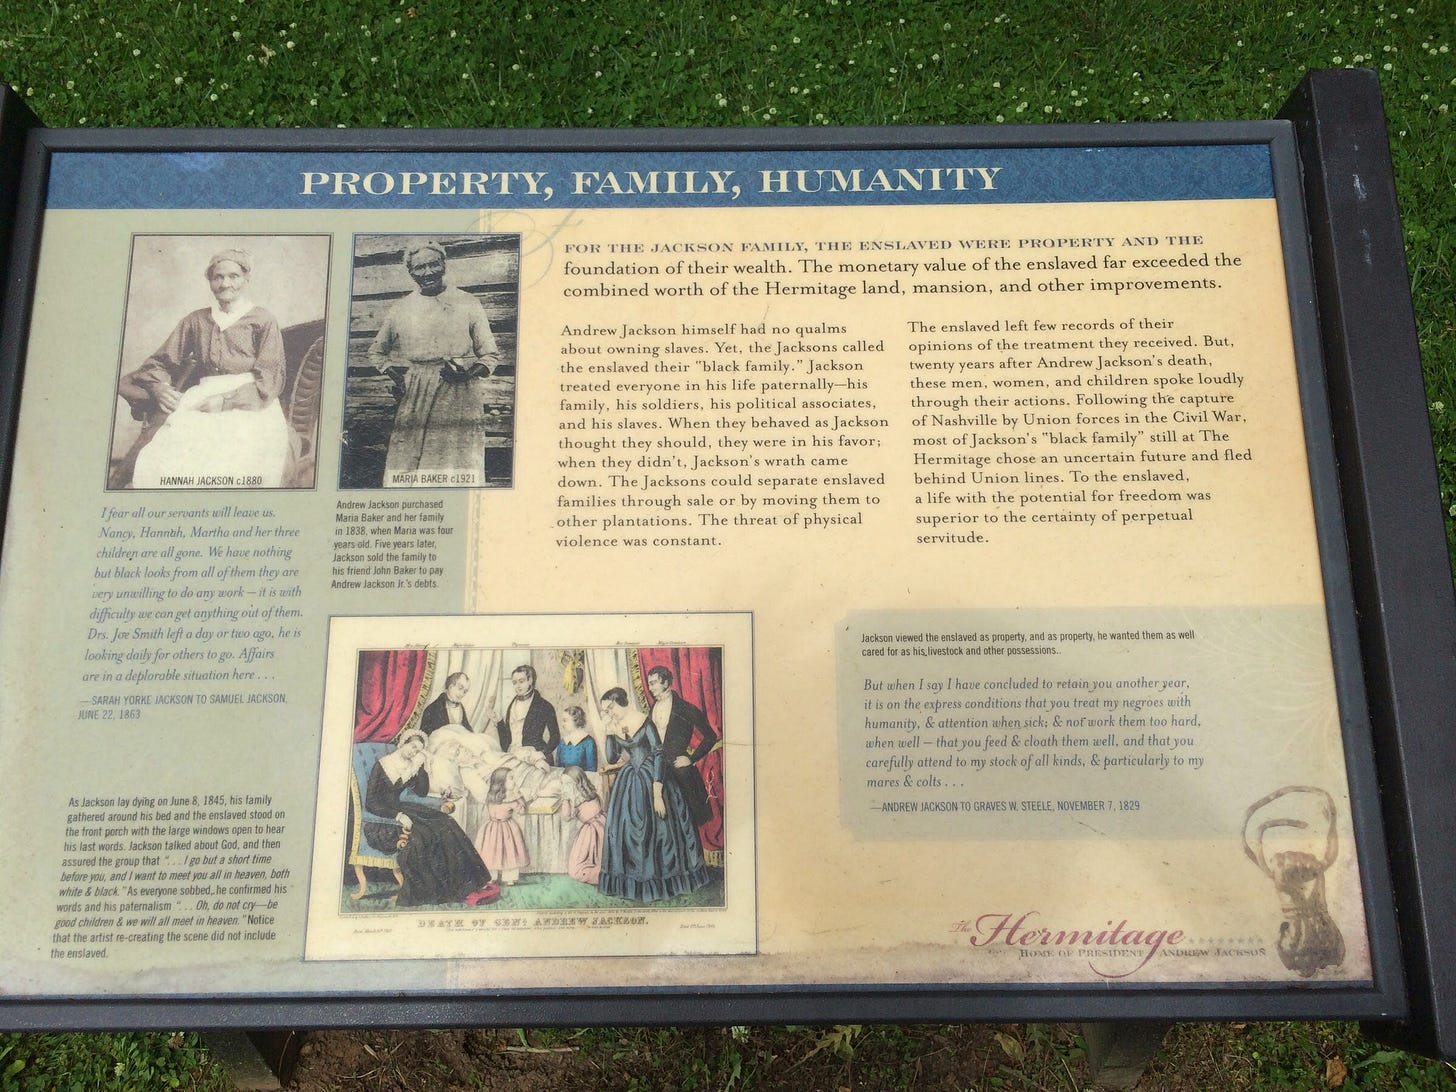 PROPERTY, FAMILY, HUMANITY
HANNAH JACKSON c1880
MARIA BAKER c1921
I fear all our servants will leave us.
Nancy, Hannah, Martha and her three
children are all gone. We have nothing
but black looks from all of them they are
very unwilling to do any work – it is with
difficulty we can get anything out of them.
Drs. Joe Smith left a day or two ago, he is
looking daily for others to go. Affairs
are in a deplorable situation here . . .
—SARAH YORKE JACKSON TO SAMUEL JACKSON,
JUNE 22, 1863
Andrew Jackson purchased
Maria Baker and her family
in 1838, when Maria was four
years old. Five years later,
Jackson sold the family to
his friend John Baker to pay
Andrew Jackson Jr.'s debts.
FOR THE JACKSON FAMILY, THE ENSLAVED WERE PROPERTY AND THE
foundation of their wealth. The monetary value of the enslaved far exceeded the
combined worth of the Hermitage land, mansion, and other improvements.
Andrew Jackson himself had no qualms
about owning slaves. Yet, the Jacksons called
the enslaved their "black family." Jackson
treated everyone in his life paternally—his
family, his soldiers, his political associates,
and his slaves. When they behaved as Jackson
thought they should, they were in his favor;
when they didn't, Jackson's wrath came
down. The Jacksons could separate enslaved
families through sale or by moving them to
other plantations. The threat of physical
violence was constant.
The enslaved left few records of their
opinions of the treatment they received. But,
twenty years after Andrew Jackson's death,
these men, women, and children spoke loudly
through their actions. Following the capture
of Nashville by Union forces in the Civil War,
most of Jackson's "black family" still at The
Hermitage chose an uncertain future and fled
behind Union lines. To the enslaved,
a life with the potential for freedom was
superior to the certainty of perpetual
servitude.
As Jackson lay dying on June 8, 1845, his family
gathered around his bed and the enslaved stood on
the front porch with the large windows open to hear
his last words. Jackson talked about God, and then
assured the group that ". . . I go but a short time
before you, and I want to meet you all in heaven, both
white & black." As everyone sobbed, he confirmed his
words and his paternalism ". . . Oh, do not cry—be
good children & we will all meet in heaven." Notice
that the artist re-creating the scene did not include
the enslaved.
DEATH OF GENL ANDREW JACKSON.
Jackson viewed the enslaved as property, and as property, he wanted them as well
cared for as his livestock and other possessions..
But when I say I have concluded to retain you another year,
it is on the express conditions that you treat my negroes with
humanity, & attention when sick; & not work them too hard,
when well – that you feed & cloath them well, and that you
carefully attend to my stock of all kinds, & particularly to my
mares & colts . . .
—ANDREW JACKSON TO GRAVES W. STEELE, NOVEMBER 7, 1829
The Hermitage
HOME OF PRESIDENT ANDREW JACKSON